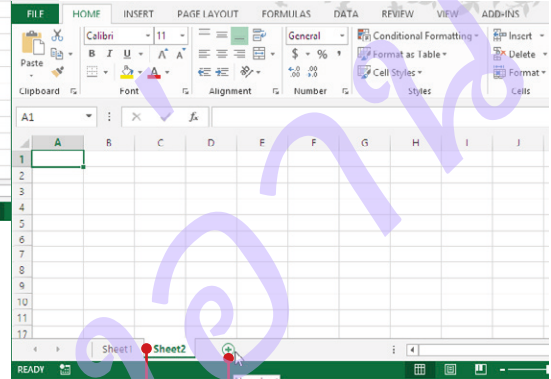 FILE HOME INSERT PAGE LAYOUT FORMULAS DATA REVIEW VIEW ADD-INS
Calibri 11 General Conditional Formatting Insert
Paste B I U A A $ % Format as Table Delete
A Cell Styles Format
Clipboard Font Alignment Number Styles Cells
A1 fx
A B C D E F G H I J
1
2
3
4
5
6
7
8
9
10
11
17
Sheet1 Sheet2
READY